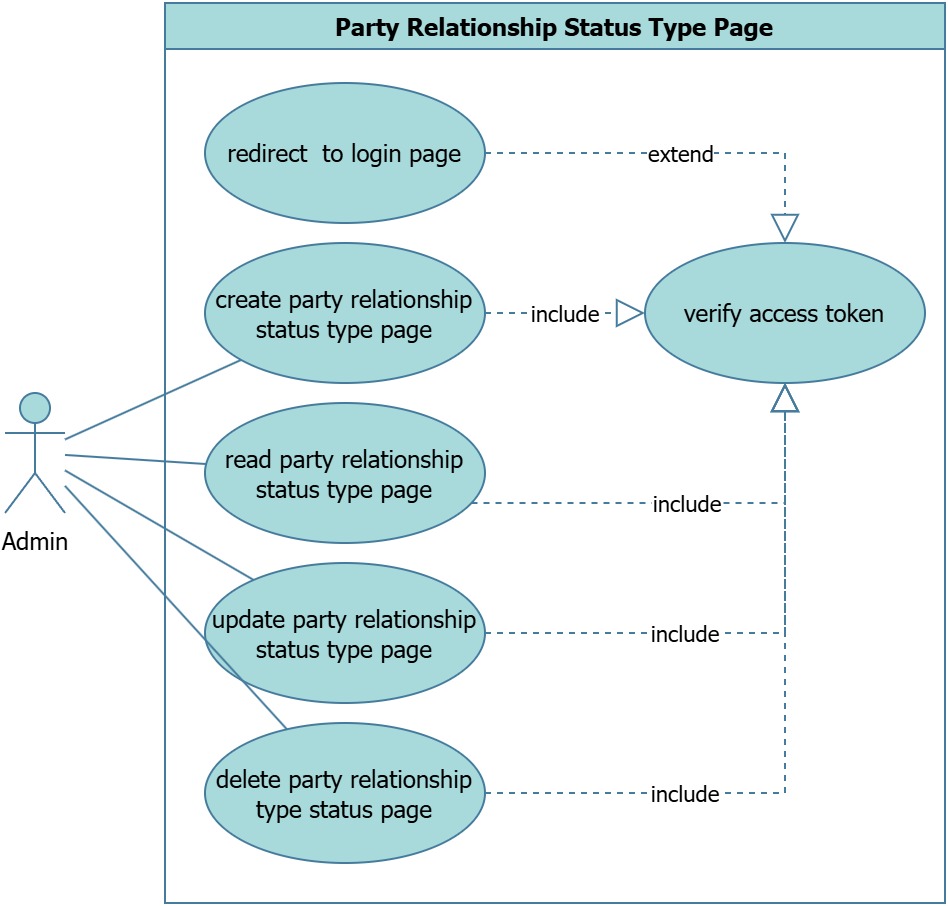 Party Relationship Status Type Page
redirect  to login page
extend
create party relationship
status type page
include
verify access token
read party relationship
status type page
include
Admin
update party relationship
status type page
include
delete party relationship
type status page
include